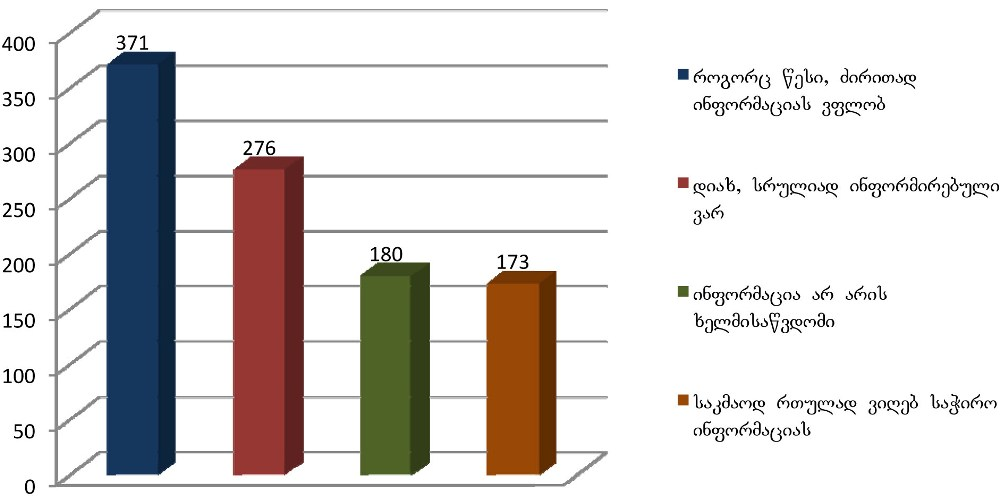 400
350
300
250
200
150
100
50
0
371
276
180
173
როგორც წესი, ძირითად
ინფორმაციას ვფლობ
დიახ, სრულიად ინფორმირებული
ვარ
ინფორმაცია არ არის
ხელმისაწვდომი
საკმაოდ რთულად ვიღებ საჭირო
ინფორმაციას